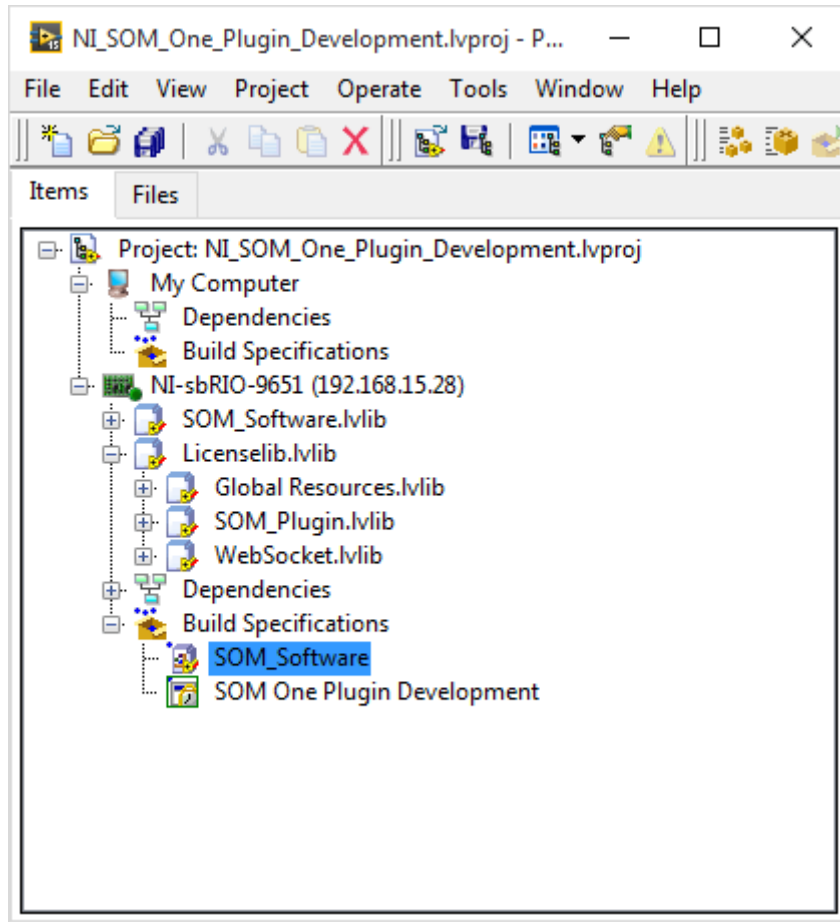 NI_SOM_One_Plugin_Development.lvproj - P...
File Edit View Project Operate Tools Window Help
Items Files
Project: NI_SOM_One_Plugin_Development.lvproj
My Computer
Dependencies
Build Specifications
NI-sbRIO-9651 (192.168.15.28)
SOM_Software.lvlib
Licenselib.lvlib
Global Resources.lvlib
SOM_Plugin.lvlib
WebSocket.lvlib
Dependencies
Build Specifications
SOM_Software
SOM One Plugin Development